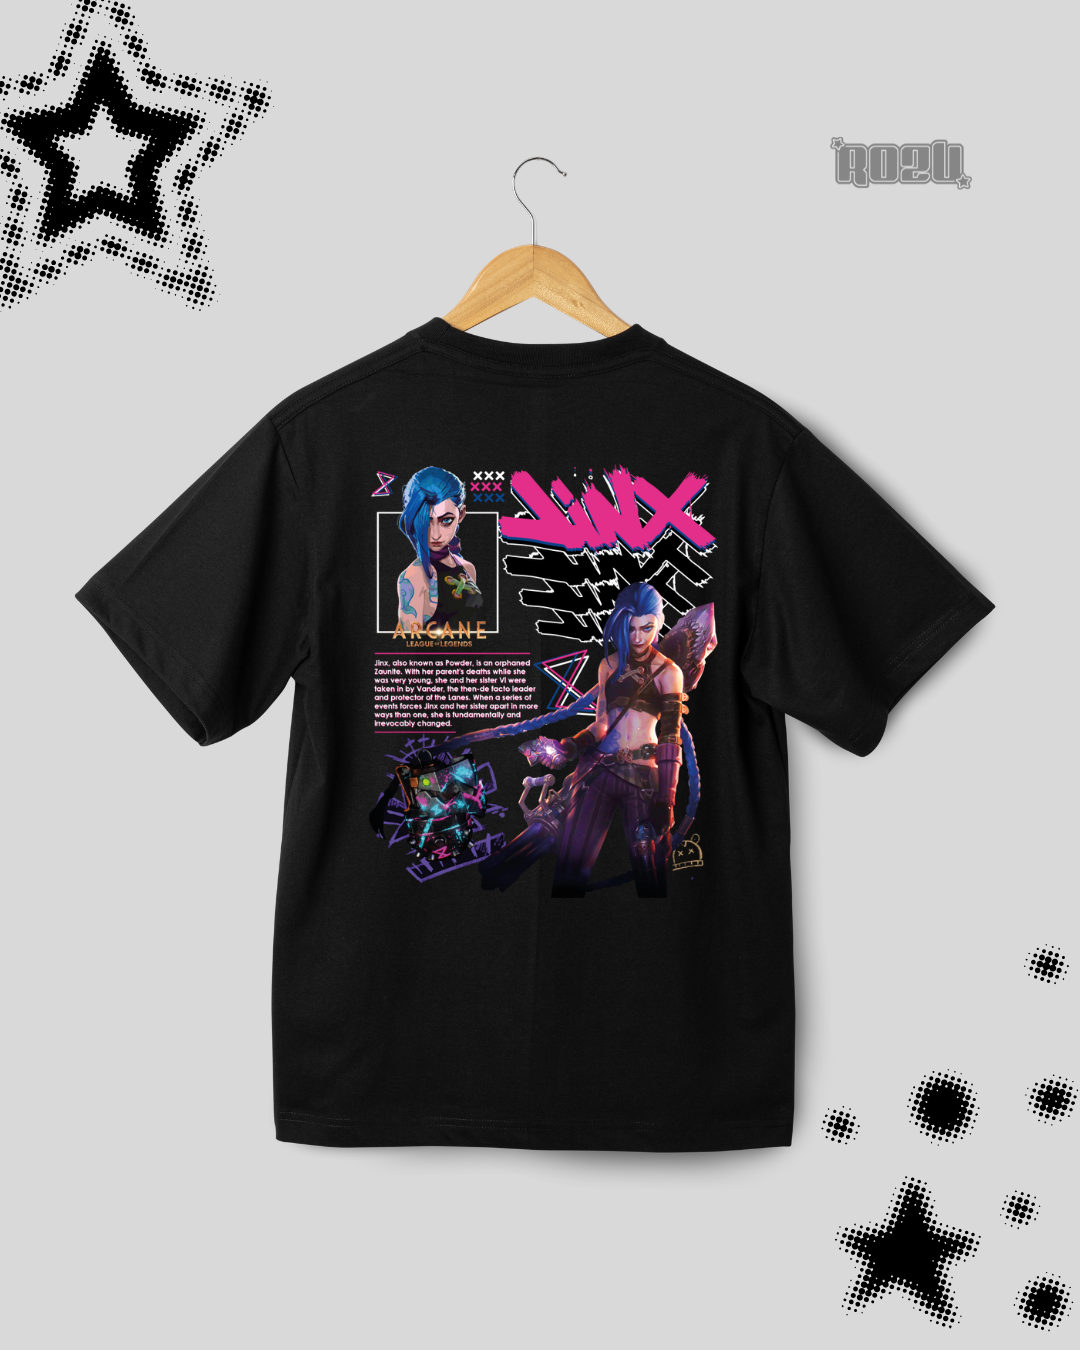 ROZU
XXX
XXX
XXX
JINX
ARCANE
LEAGUE OF LEGENDS
Jinx, also known as Powder, is an orphaned
Zaunite. With her parent's deaths while she
was very young, she and her sister Vi were
taken in by Vander, the then-de facto leader
and protector of the Lanes. When a series of
events forces Jinx and her sister apart in more
ways than one, she is fundamentally and
irrevocably changed.